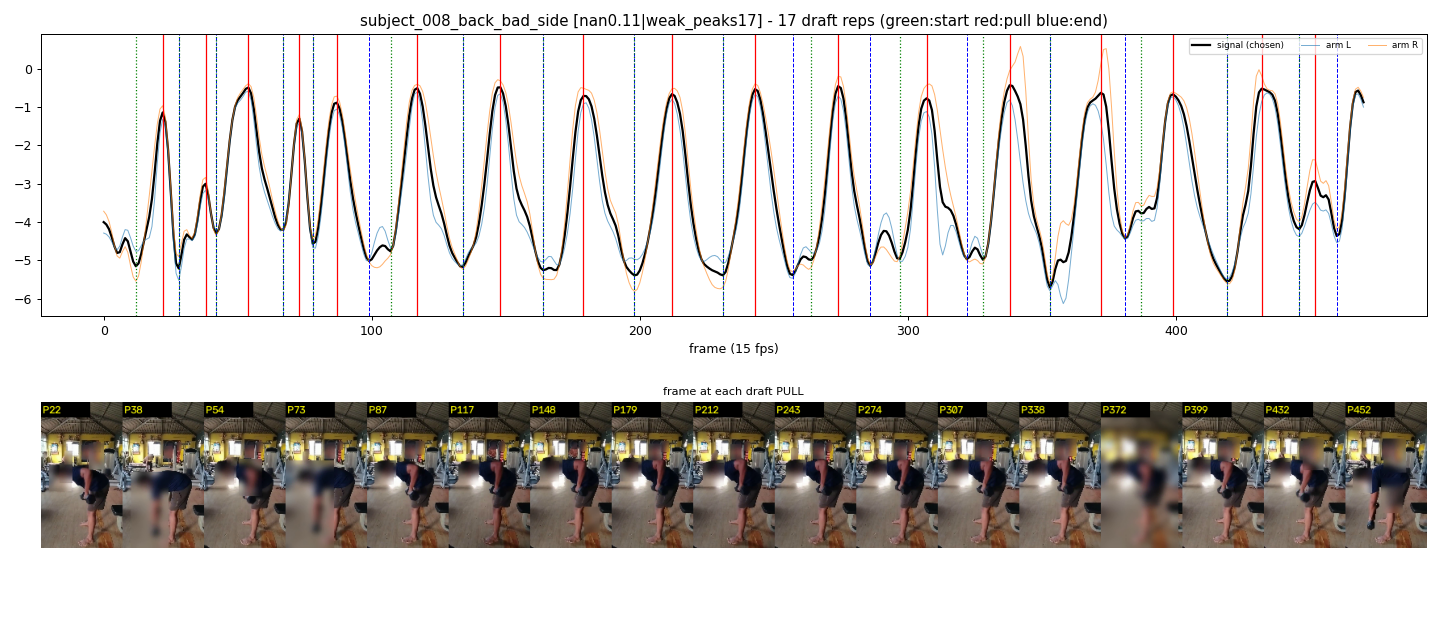 subject_008_back_bad_side [nan0.11|weak_peaks17] - 17 draft reps (green:start red:pull blue:end)
signal (chosen) arm L arm R
0
−1
−2
−3
−4
−5
−6
0 100 200 300 400
frame (15 fps)
frame at each draft PULL
P22 P38 P54 P73 P87 P117 P148 P179 P212 P243 P274 P307 P338 P372 P399 P432 P452